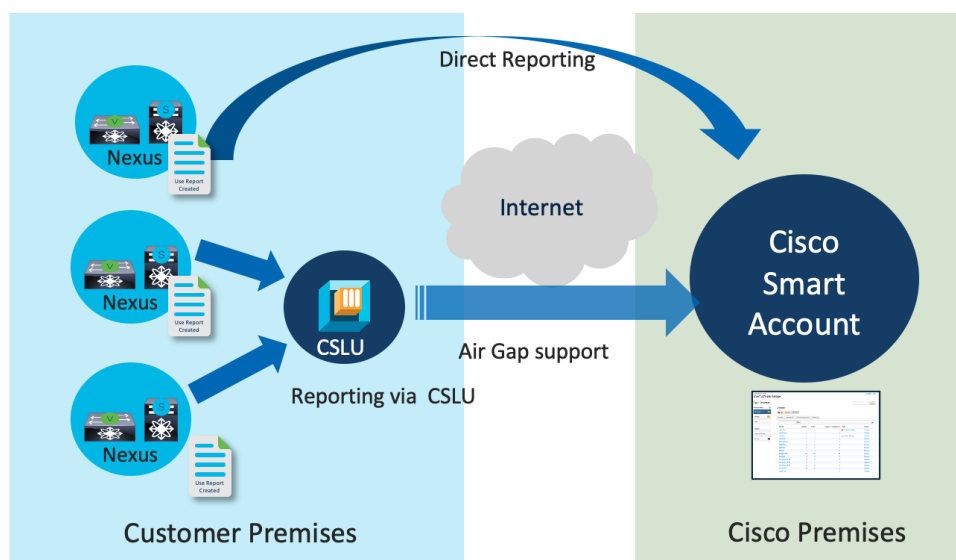 Direct Reporting
V
S
Nexus
Use Report
Created
Internet
V
S
Nexus
Use Report
Created
Cisco
Smart
Account
CSLU
Air Gap support
Reporting via CSLU
V
S
Nexus
Use Report
Created
Customer Premises
Cisco Premises